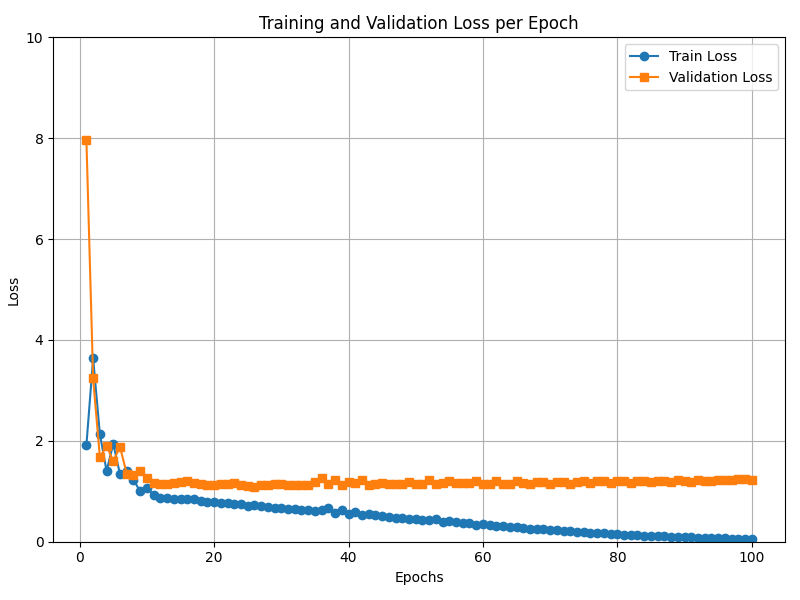 Training and Validation Loss per Epoch
Train Loss
Validation Loss
10
8
6
4
2
0
Loss
0 20 40 60 80 100
Epochs